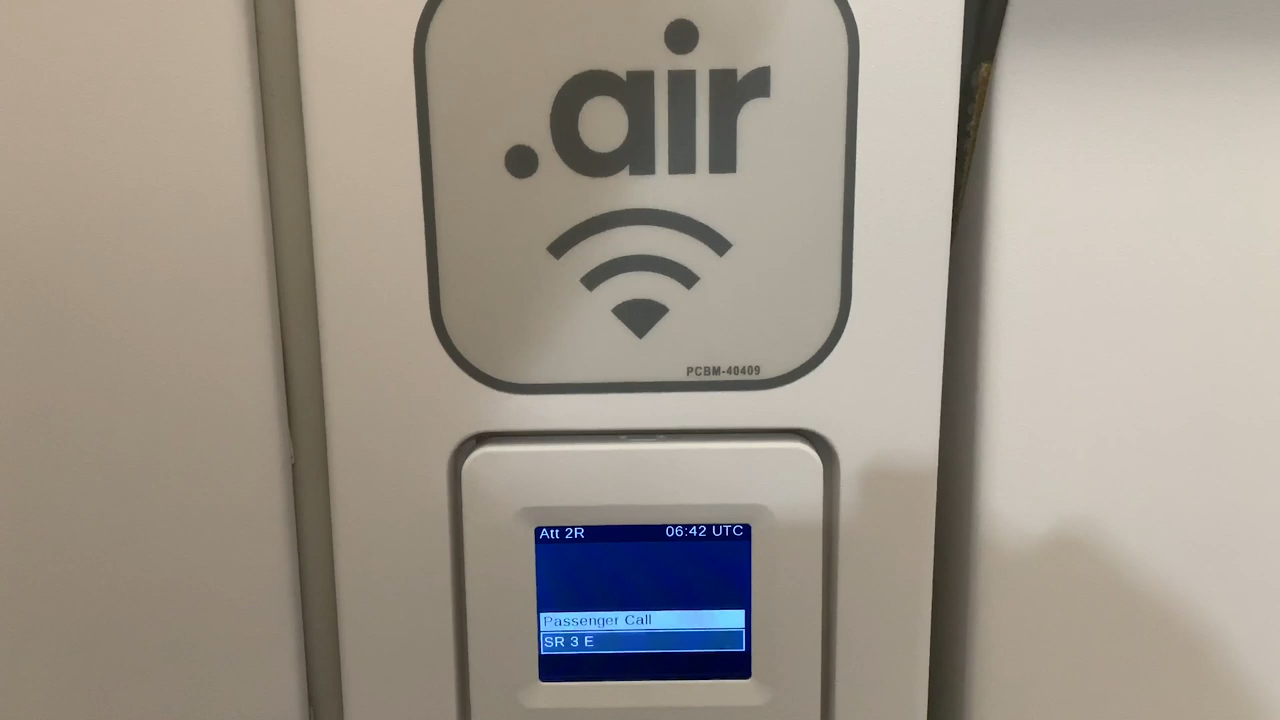 .air
PCBM-40409
Att 2R 06:42 UTC
Passenger Call
SR 3 E